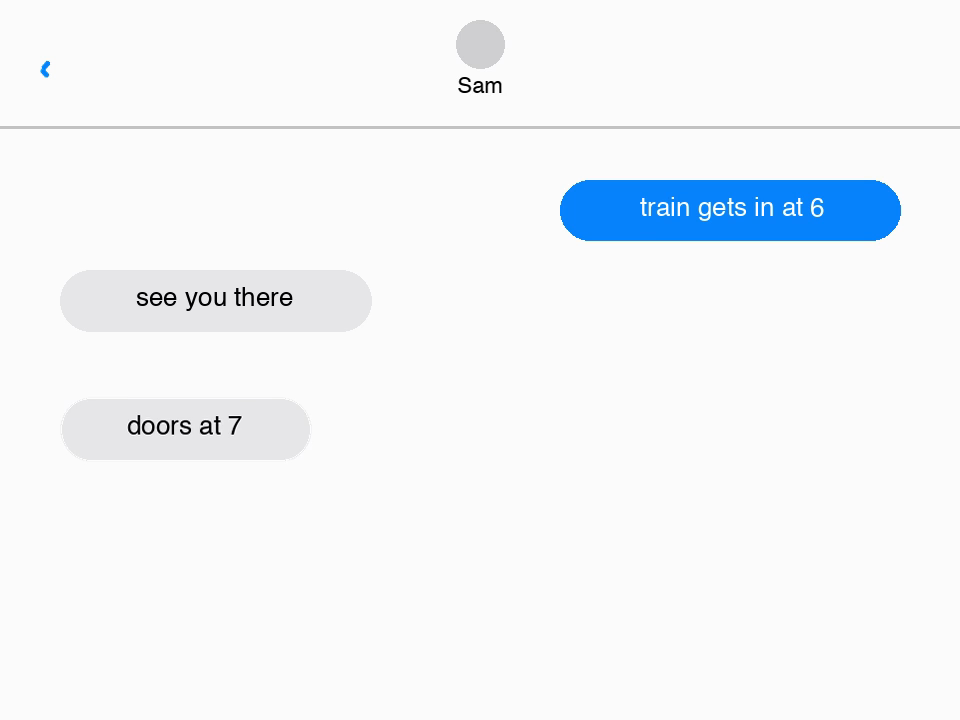 Sam
train gets in at 6
see you there
doors at 7